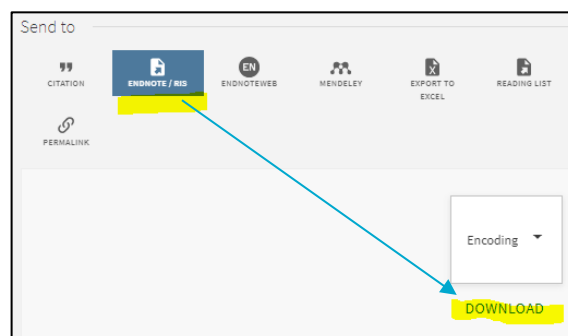 Send to
CITATION
ENDNOTE / RIS
EN
ENDNOTEWEB
MENDELEY
X
EXPORT TO
EXCEL
READING LIST
PERMALINK
Encoding
DOWNLOAD